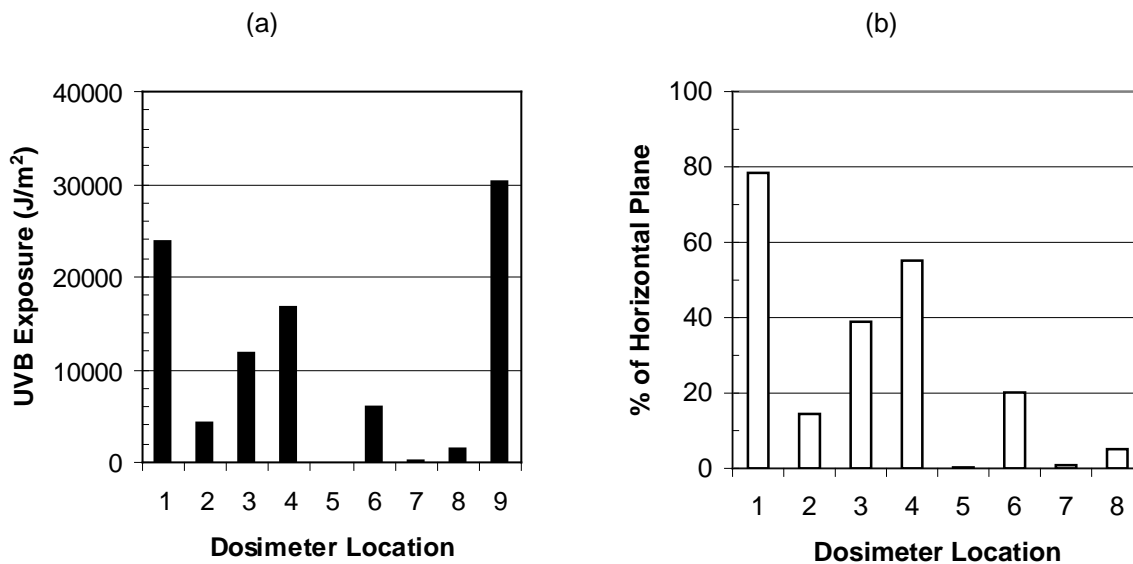 (a)
(b)
UVB Exposure (J/m²)
40000
30000
20000
10000
0
1 2 3 4 5 6 7 8 9
Dosimeter Location
% of Horizontal Plane
100
80
60
40
20
0
1 2 3 4 5 6 7 8
Dosimeter Location